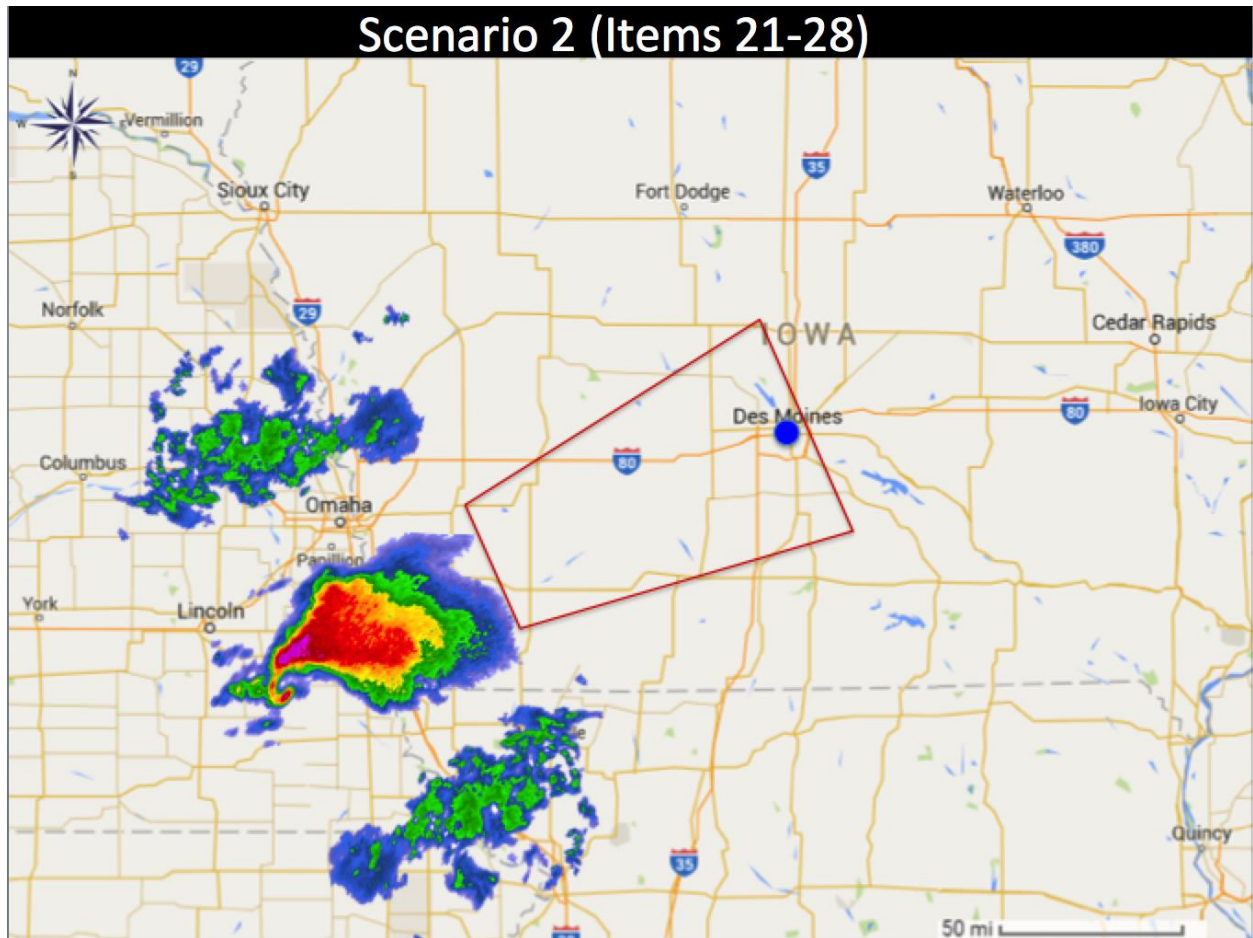 Scenario 2 (Items 21-28)
29
N
W
S
Vermillion
35
Sioux City
Fort Dodge
Waterloo
380
Norfolk
29
IOWA
Cedar Rapids
Des Moines
80
Iowa City
Columbus
80
Omaha
Papillion
York
Lincoln
e
Quincy
35
50 mi